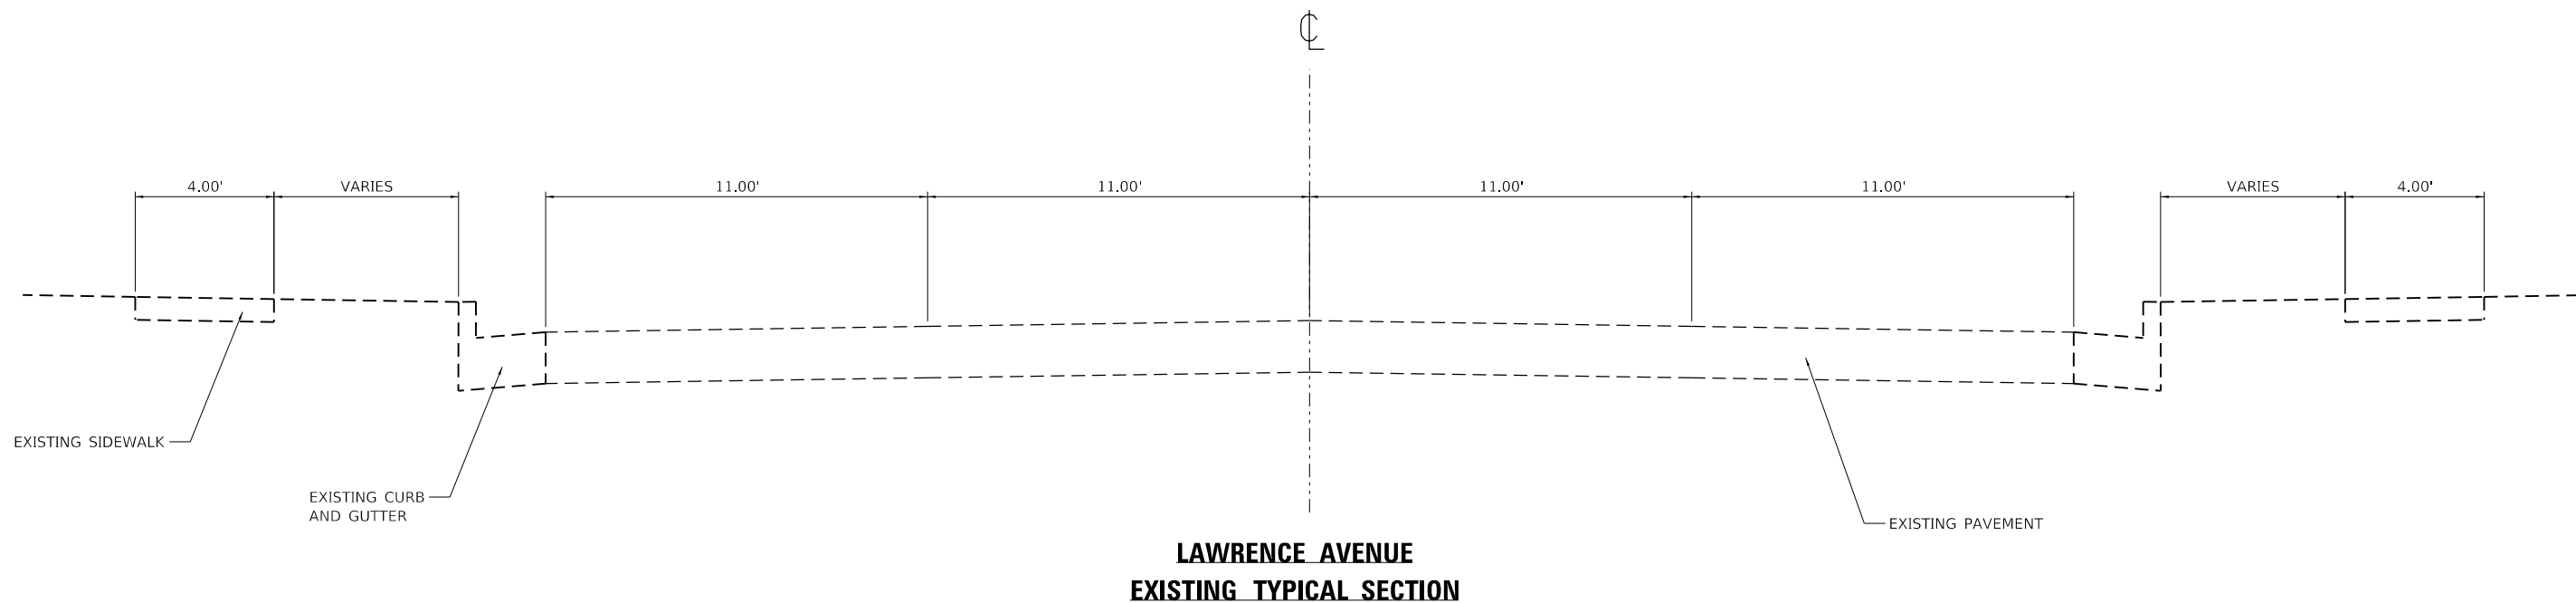 ℄
4.00' VARIES 11.00' 11.00' 11.00' 11.00' VARIES 4.00'
EXISTING SIDEWALK
EXISTING CURB
AND GUTTER
EXISTING PAVEMENT
LAWRENCE AVENUE
EXISTING TYPICAL SECTION